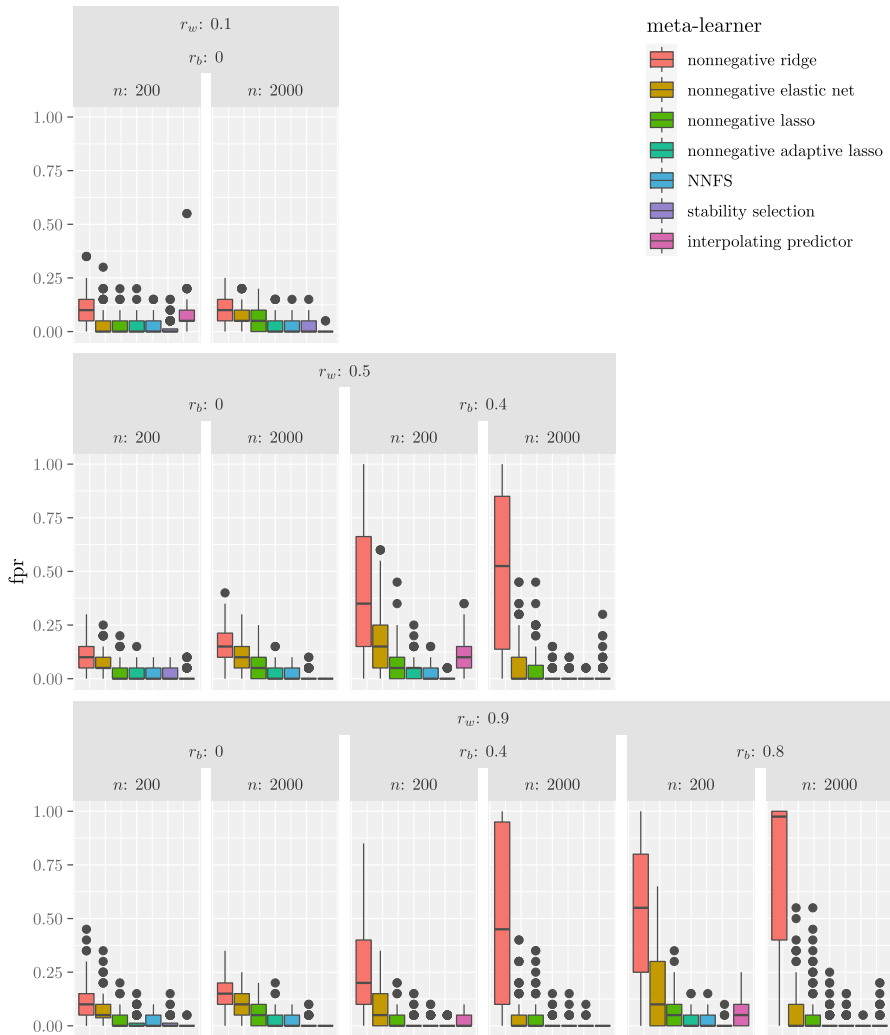 r_w: 0.1
r_b: 0
n: 200 n: 2000
1.00
0.75
0.50
0.25
0.00
meta-learner
nonnegative ridge
nonnegative elastic net
nonnegative lasso
nonnegative adaptive lasso
NNFS
stability selection
interpolating predictor
r_w: 0.5
r_b: 0 r_b: 0.4
n: 200 n: 2000 n: 200 n: 2000
1.00
0.75
0.50
0.25
0.00
fpr
r_w: 0.9
r_b: 0 r_b: 0.4 r_b: 0.8
n: 200 n: 2000 n: 200 n: 2000 n: 200 n: 2000
1.00
0.75
0.50
0.25
0.00